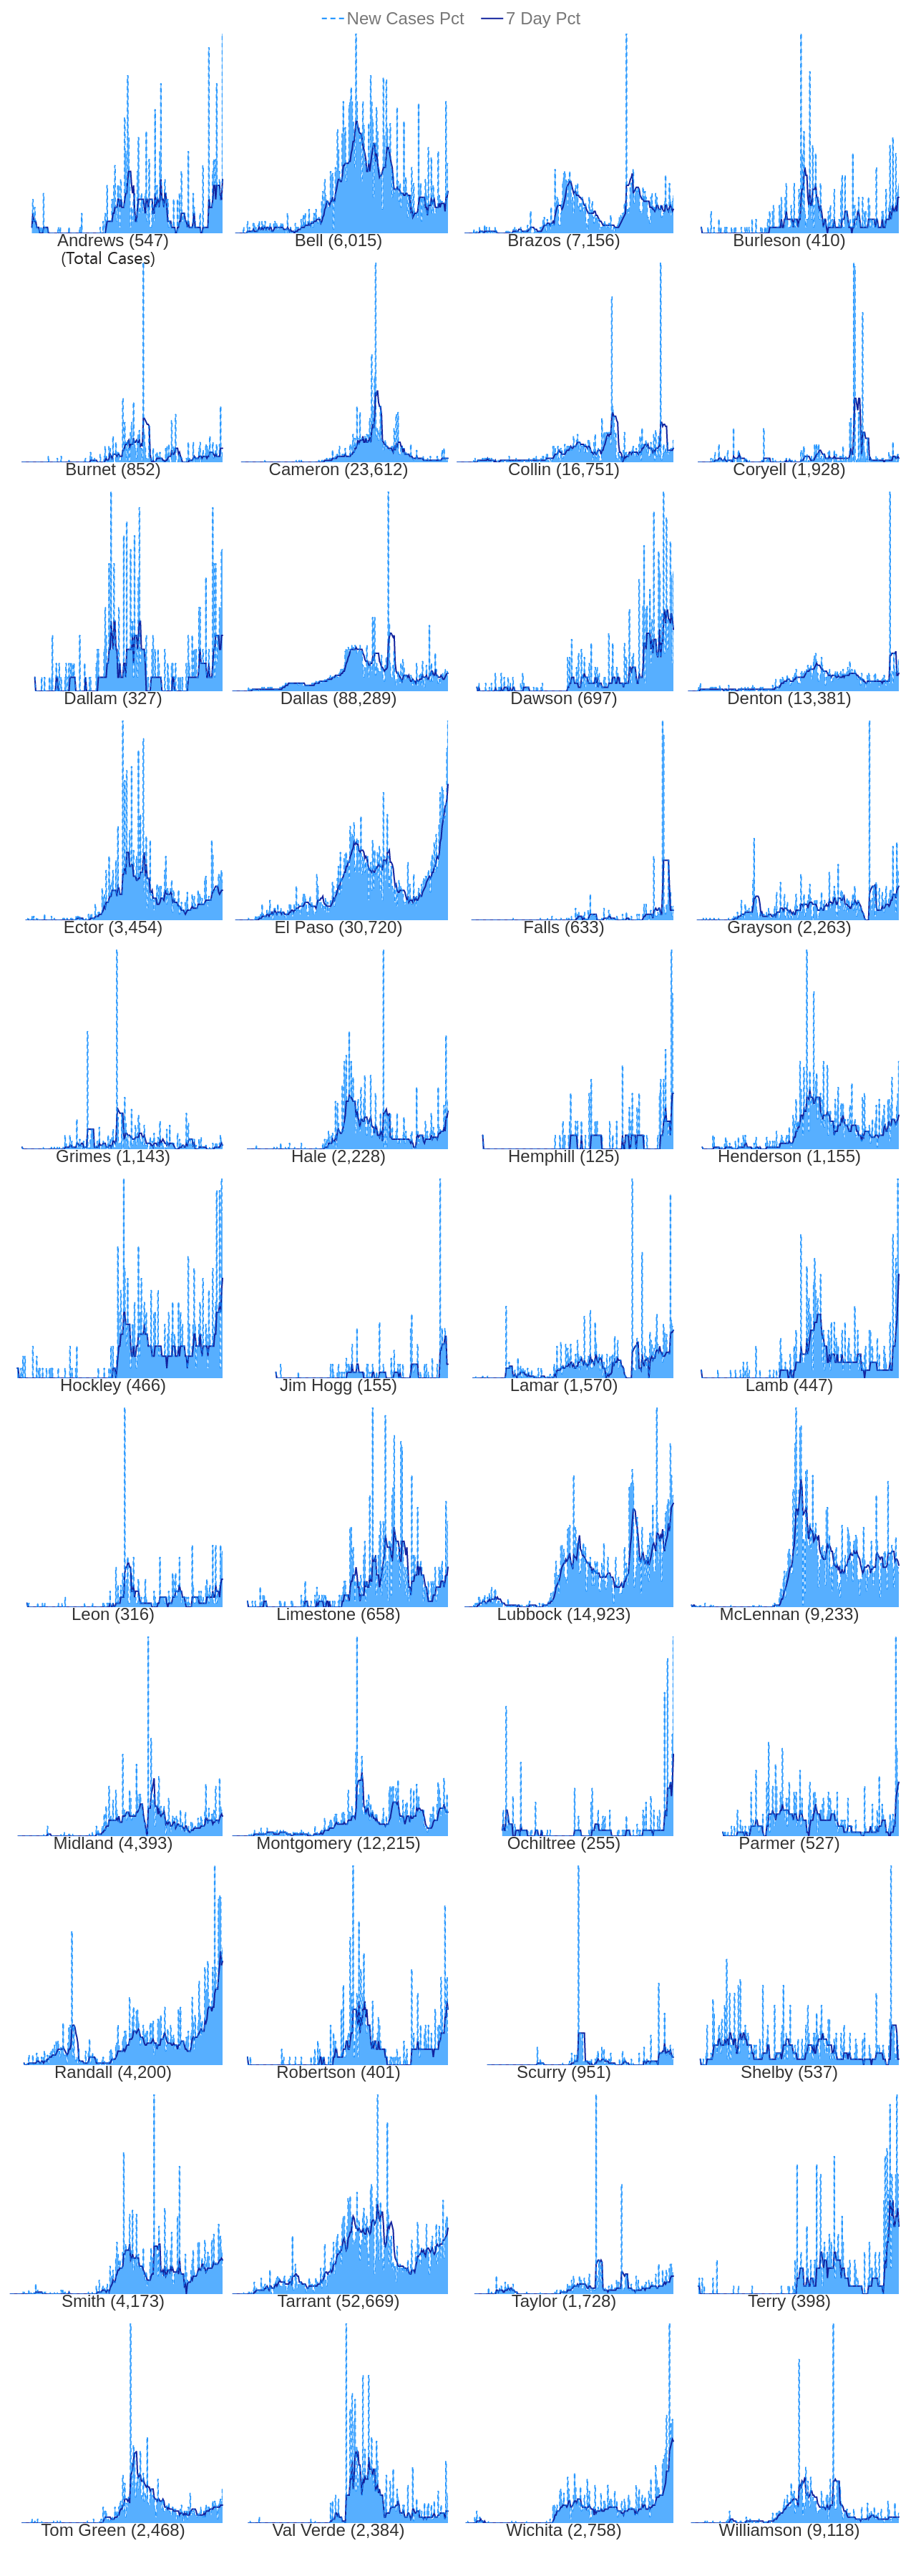 New Cases Pct 7 Day Pct
Andrews (547) Bell (6,015) Brazos (7,156) Burleson (410)
(Total Cases)
Burnet (852) Cameron (23,612) Collin (16,751) Coryell (1,928)
Dallam (327) Dallas (88,289) Dawson (697) Denton (13,381)
Ector (3,454) El Paso (30,720) Falls (633) Grayson (2,263)
Grimes (1,143) Hale (2,228) Hemphill (125) Henderson (1,155)
Hockley (466) Jim Hogg (155) Lamar (1,570) Lamb (447)
Leon (316) Limestone (658) Lubbock (14,923) McLennan (9,233)
Midland (4,393) Montgomery (12,215) Ochiltree (255) Parmer (527)
Randall (4,200) Robertson (401) Scurry (951) Shelby (537)
Smith (4,173) Tarrant (52,669) Taylor (1,728) Terry (398)
Tom Green (2,468) Val Verde (2,384) Wichita (2,758) Williamson (9,118)